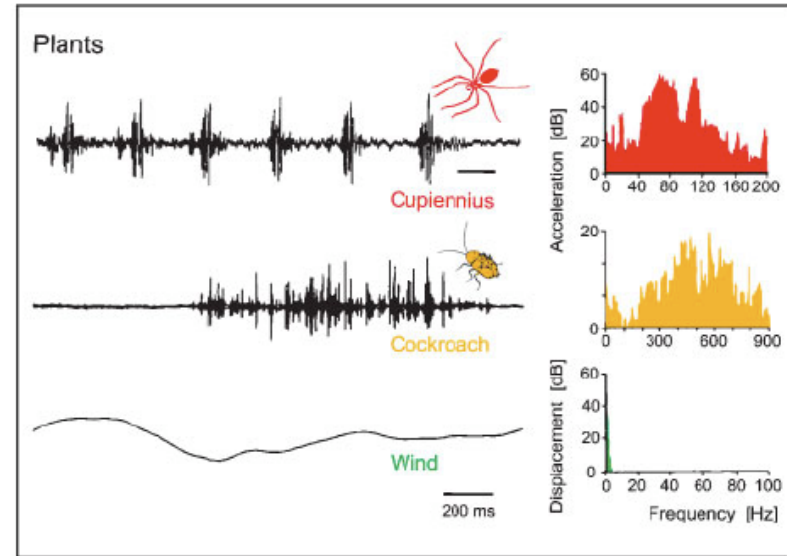 Plants
Cupiennius
Cockroach
Wind
200 ms
Acceleration [dB]
60
40
20
0
0 40 80 120 160 200
20
0
300 600 900
Displacement [dB]
60
40
20
0
0 20 40 60 80 100
Frequency [Hz]